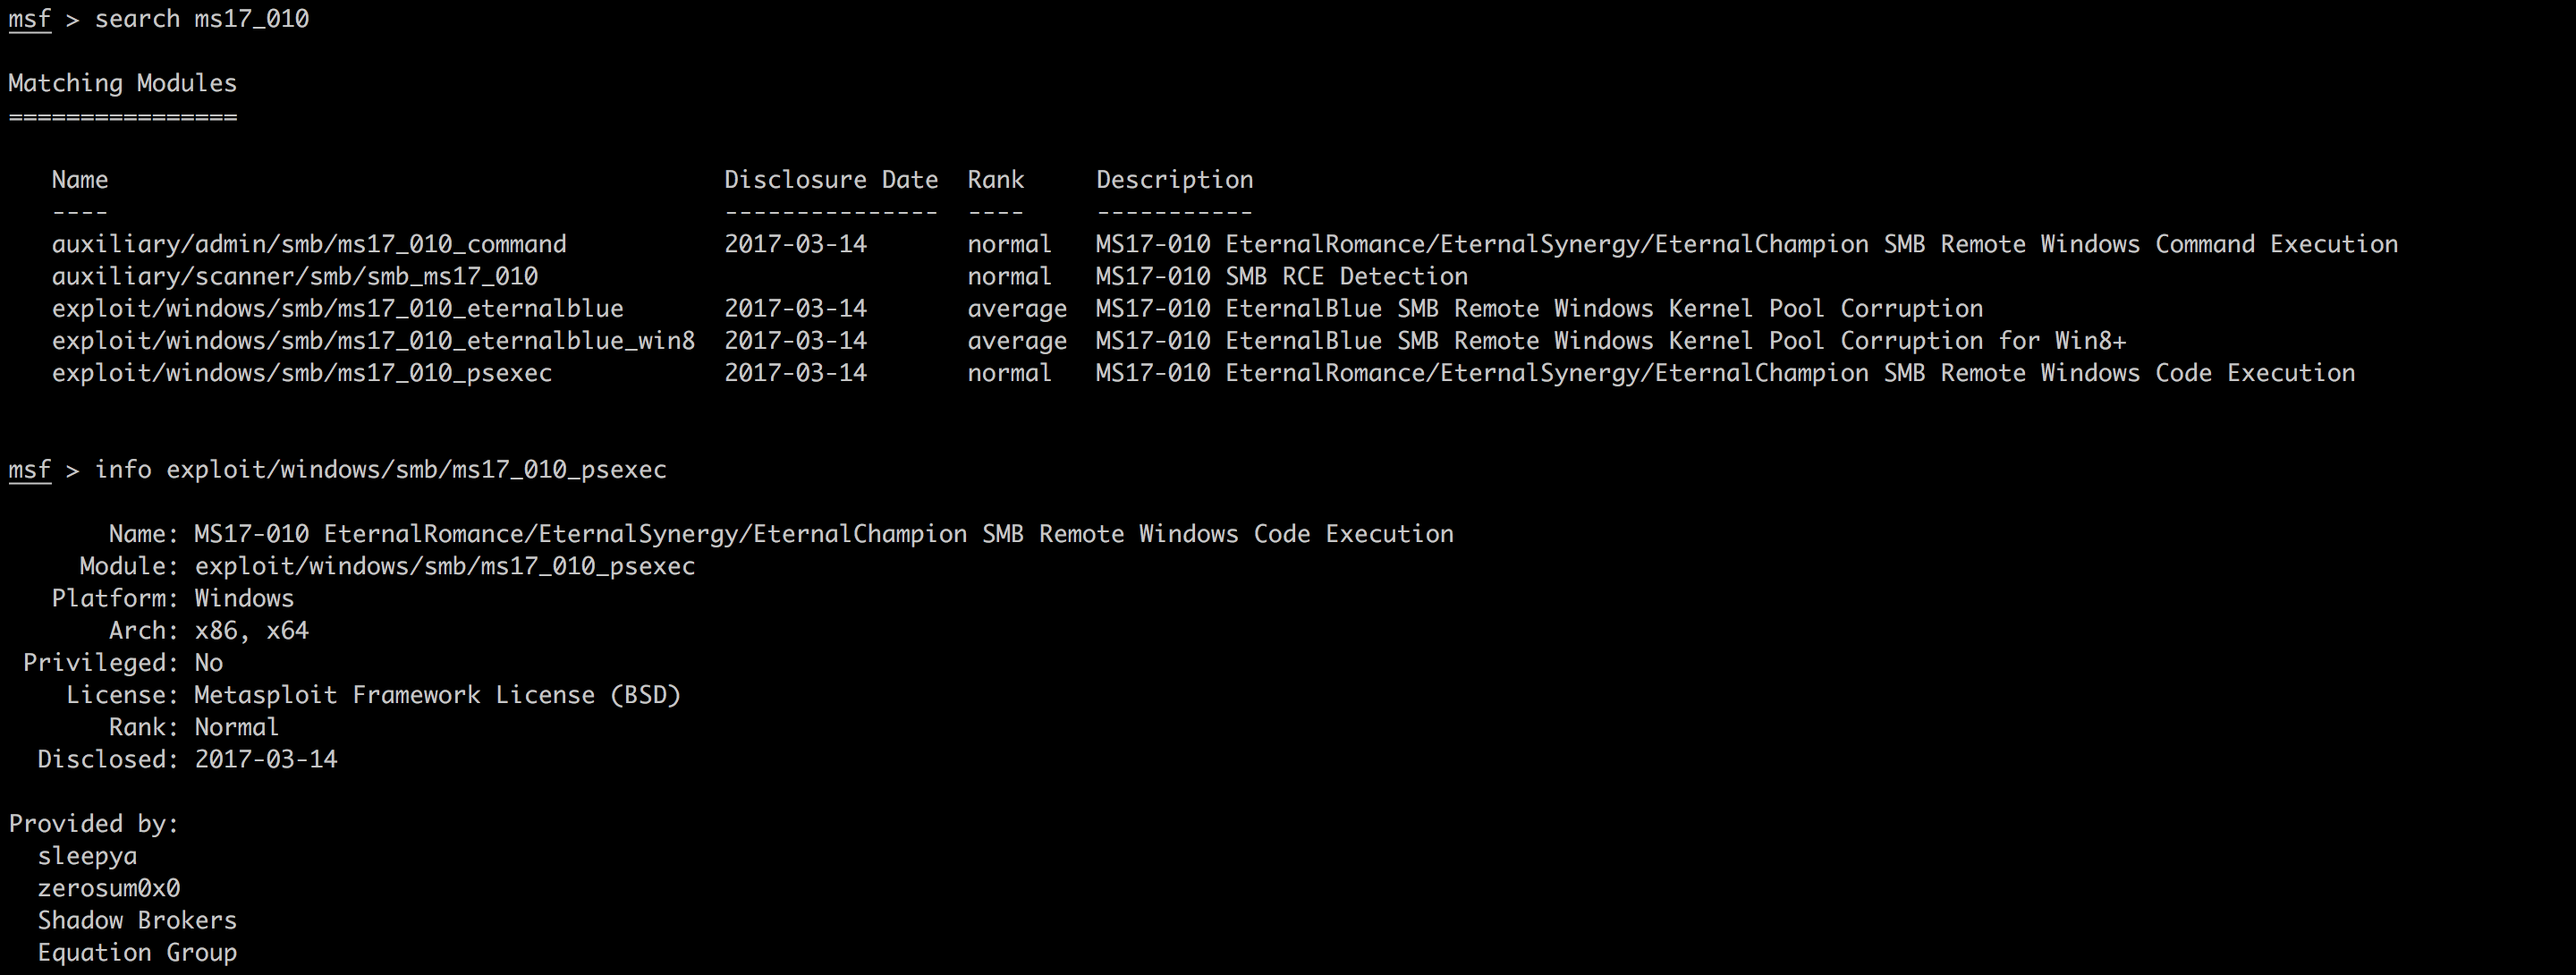 msf > search ms17_010
Matching Modules
================
Name Disclosure Date Rank Description
---- --------------- ---- -----------
auxiliary/admin/smb/ms17_010_command 2017-03-14 normal MS17-010 EternalRomance/EternalSynergy/EternalChampion SMB Remote Windows Command Execution
auxiliary/scanner/smb/smb_ms17_010 normal MS17-010 SMB RCE Detection
exploit/windows/smb/ms17_010_eternalblue 2017-03-14 average MS17-010 EternalBlue SMB Remote Windows Kernel Pool Corruption
exploit/windows/smb/ms17_010_eternalblue_win8 2017-03-14 average MS17-010 EternalBlue SMB Remote Windows Kernel Pool Corruption for Win8+
exploit/windows/smb/ms17_010_psexec 2017-03-14 normal MS17-010 EternalRomance/EternalSynergy/EternalChampion SMB Remote Windows Code Execution
msf > info exploit/windows/smb/ms17_010_psexec
Name: MS17-010 EternalRomance/EternalSynergy/EternalChampion SMB Remote Windows Code Execution
Module: exploit/windows/smb/ms17_010_psexec
Platform: Windows
Arch: x86, x64
Privileged: No
License: Metasploit Framework License (BSD)
Rank: Normal
Disclosed: 2017-03-14
Provided by:
sleepya
zerosum0x0
Shadow Brokers
Equation Group